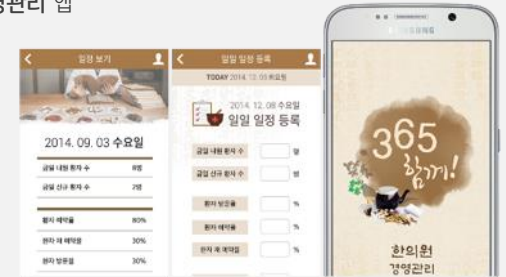 영관리 앱
일정 보기
2014. 09. 03 수요일
금일 내원 환자 수 8명
금일 신규 환자 수 7명
환자 예약율 80%
환자 재 예약율 30%
환자 방문율 30%
일일 일정 등록
TODAY 2014. 12. 03 화요일
2014. 12. 08 수요일
일일 일정 등록
금일 내원 환자 수 명
금일 신규 환자 수 명
환자 방문율 %
환자 예약율 %
환자 재 예약율 %
SAMSUNG
365
함께!
한의원
경영관리